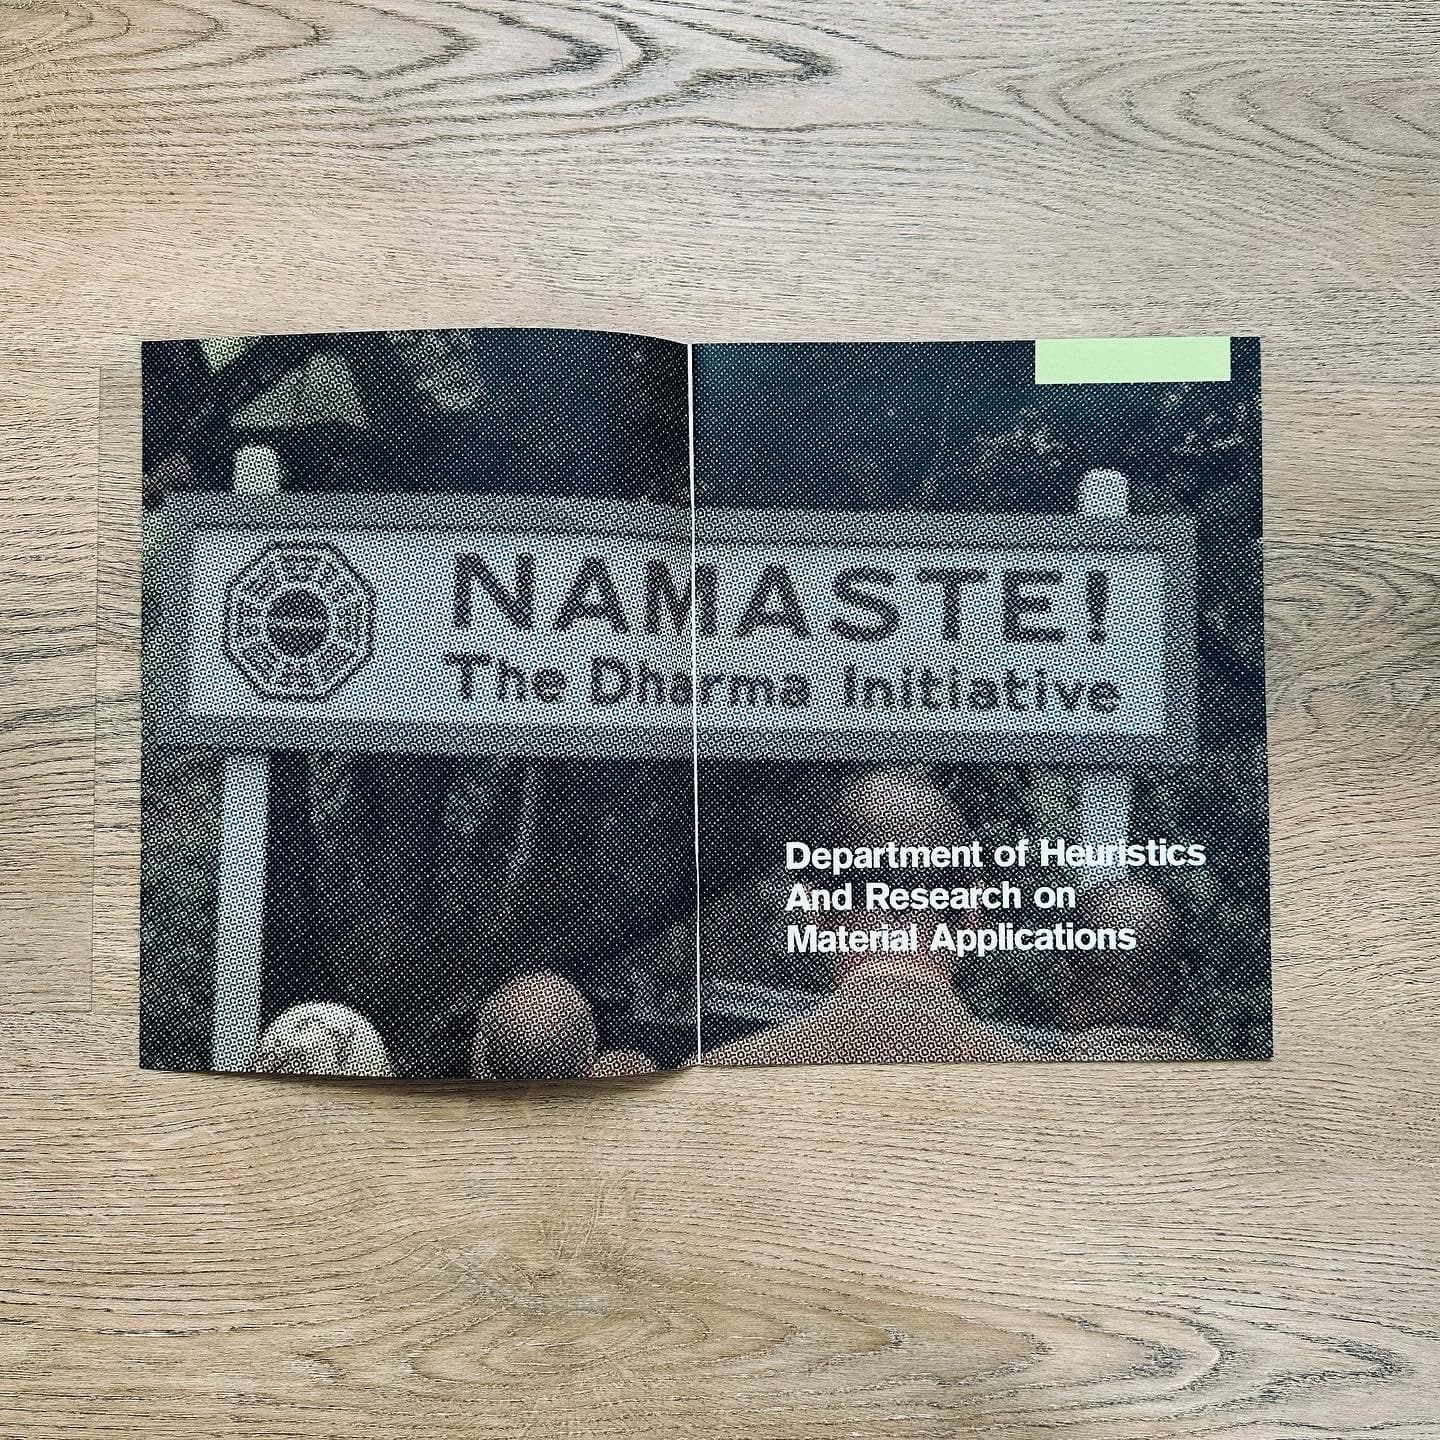 NAMASTE!
The Dharma Initiative
Department of Heuristics
And Research on
Material Applications